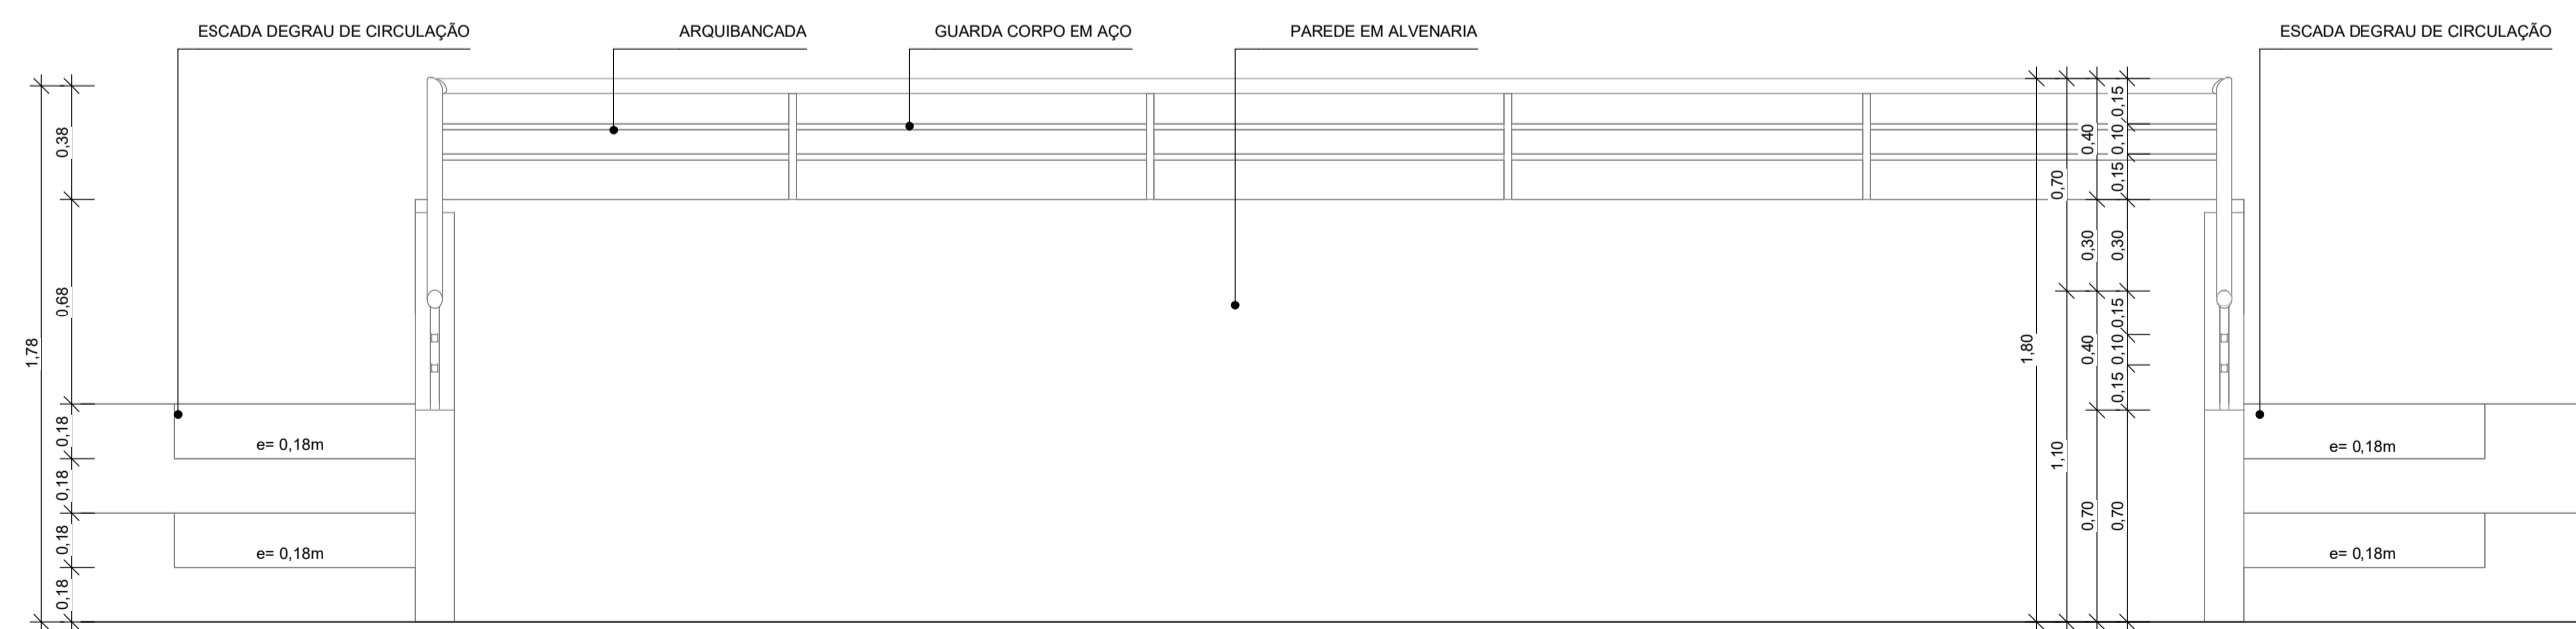 ESCADA DEGRAU DE CIRCULAÇÃO
ARQUIBANCADA
GUARDA CORPO EM AÇO
PAREDE EM ALVENARIA
ESCADA DEGRAU DE CIRCULAÇÃO
1,78
0,38
0,68
0,18
0,18
0,18
0,18
e= 0,18m
e= 0,18m
1,80
0,70
1,10
0,40
0,30
0,40
0,70
0,15
0,10
0,15
0,30
0,15
0,10
0,15
0,70
e= 0,18m
e= 0,18m